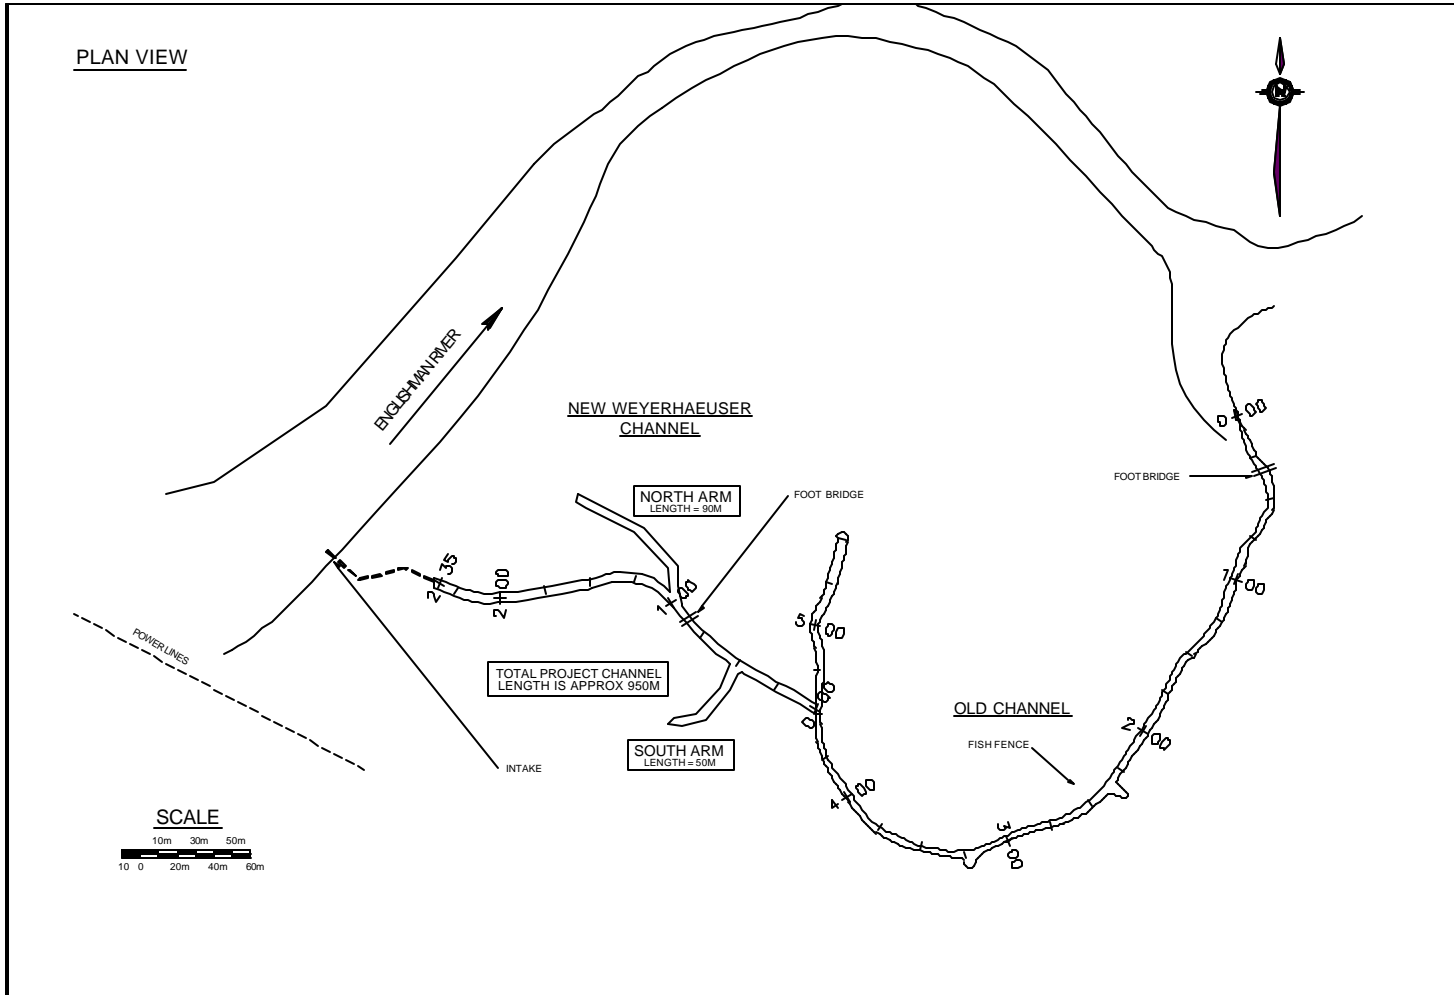 PLAN VIEW
N
ENGLISHMAN RIVER
NEW WEYERHAEUSER
CHANNEL
0+00
FOOT BRIDGE
NORTH ARM
LENGTH = 90M
FOOT BRIDGE
2+35
2+00
1+00
5+00
1+00
POWER LINES
TOTAL PROJECT CHANNEL
LENGTH IS APPROX 950M
0+00
OLD CHANNEL
2+00
FISH FENCE
SOUTH ARM
LENGTH = 50M
INTAKE
4+00
3+00
SCALE
10m 30m 50m
10 0 20m 40m 60m